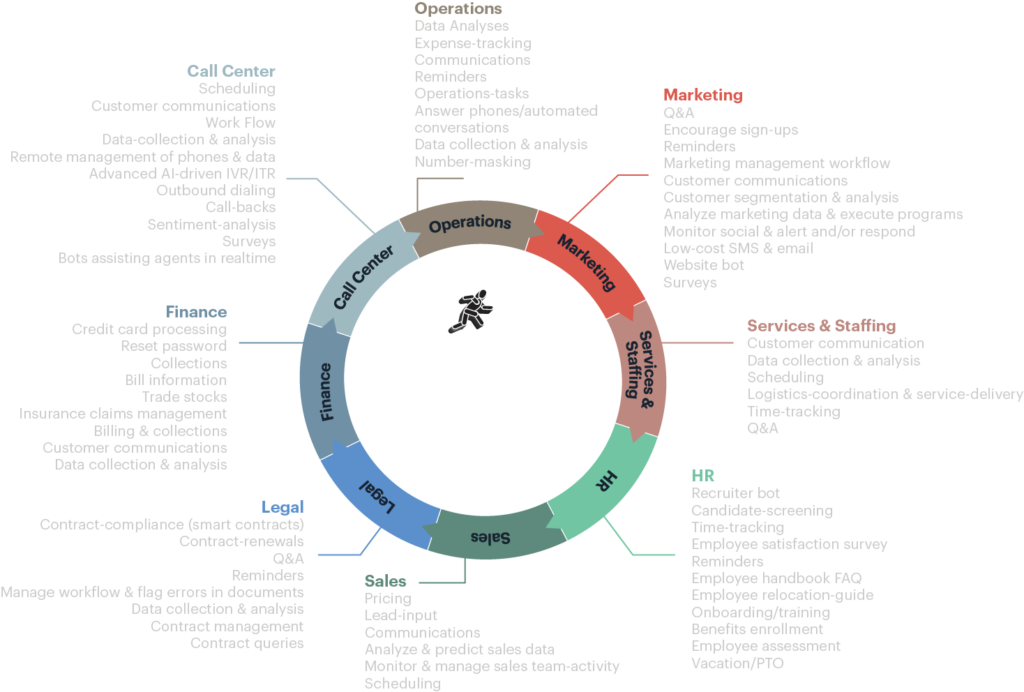 Operations
Data Analyses
Expense-tracking
Communications
Reminders
Operations-tasks
Answer phones/automated
conversations
Data collection & analysis
Number-masking
Marketing
Q&A
Encourage sign-ups
Reminders
Marketing management workflow
Customer communications
Customer segmentation & analysis
Analyze marketing data & execute programs
Monitor social & alert and/or respond
Low-cost SMS & email
Website bot
Surveys
Services & Staffing
Customer communication
Data collection & analysis
Scheduling
Logistics-coordination & service-delivery
Time-tracking
Q&A
HR
Recruiter bot
Candidate-screening
Time-tracking
Employee satisfaction survey
Reminders
Employee handbook FAQ
Employee relocation-guide
Onboarding/training
Benefits enrollment
Employee assessment
Vacation/PTO
Sales
Pricing
Lead-input
Communications
Analyze & predict sales data
Monitor & manage sales team-activity
Scheduling
Legal
Contract-compliance (smart contracts)
Contract-renewals
Q&A
Reminders
Manage workflow & flag errors in documents
Data collection & analysis
Contract management
Contract queries
Finance
Credit card processing
Reset password
Collections
Bill information
Trade stocks
Insurance claims management
Billing & collections
Customer communications
Data collection & analysis
Call Center
Scheduling
Customer communications
Work Flow
Data-collection & analysis
Remote management of phones & data
Advanced AI-driven IVR/ITR
Outbound dialing
Call-backs
Sentiment-analysis
Surveys
Bots assisting agents in realtime
Operations
Marketing
Services &
Staffing
HR
Sales
Legal
Finance
Call Center